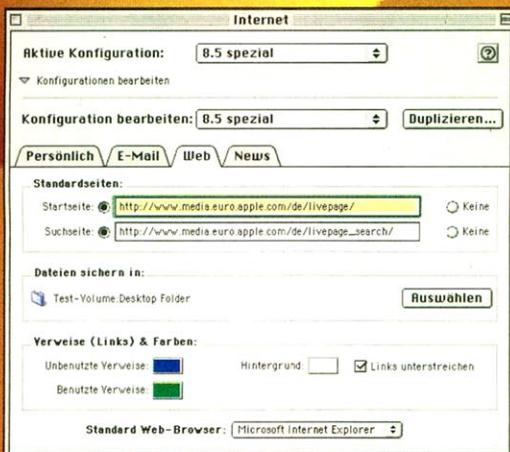 Internet
Aktive Konfiguration: 8.5 spezial
Konfigurationen bearbeiten
Konfiguration bearbeiten: 8.5 spezial Duplizieren...
Persönlich E-Mail Web News
Standardseiten:
Startseite: http://www.media.euro.apple.com/de/livepage/ Keine
Suchseite: http://www.media.euro.apple.com/de/livepage_search/ Keine
Dateien sichern in:
Test-Volume:Desktop Folder Auswählen
Verweise (Links) & Farben:
Unbenutzte Verweise: Hintergrund: Links unterstreichen
Benutzte Verweise:
Standard Web-Browser: Microsoft Internet Explorer